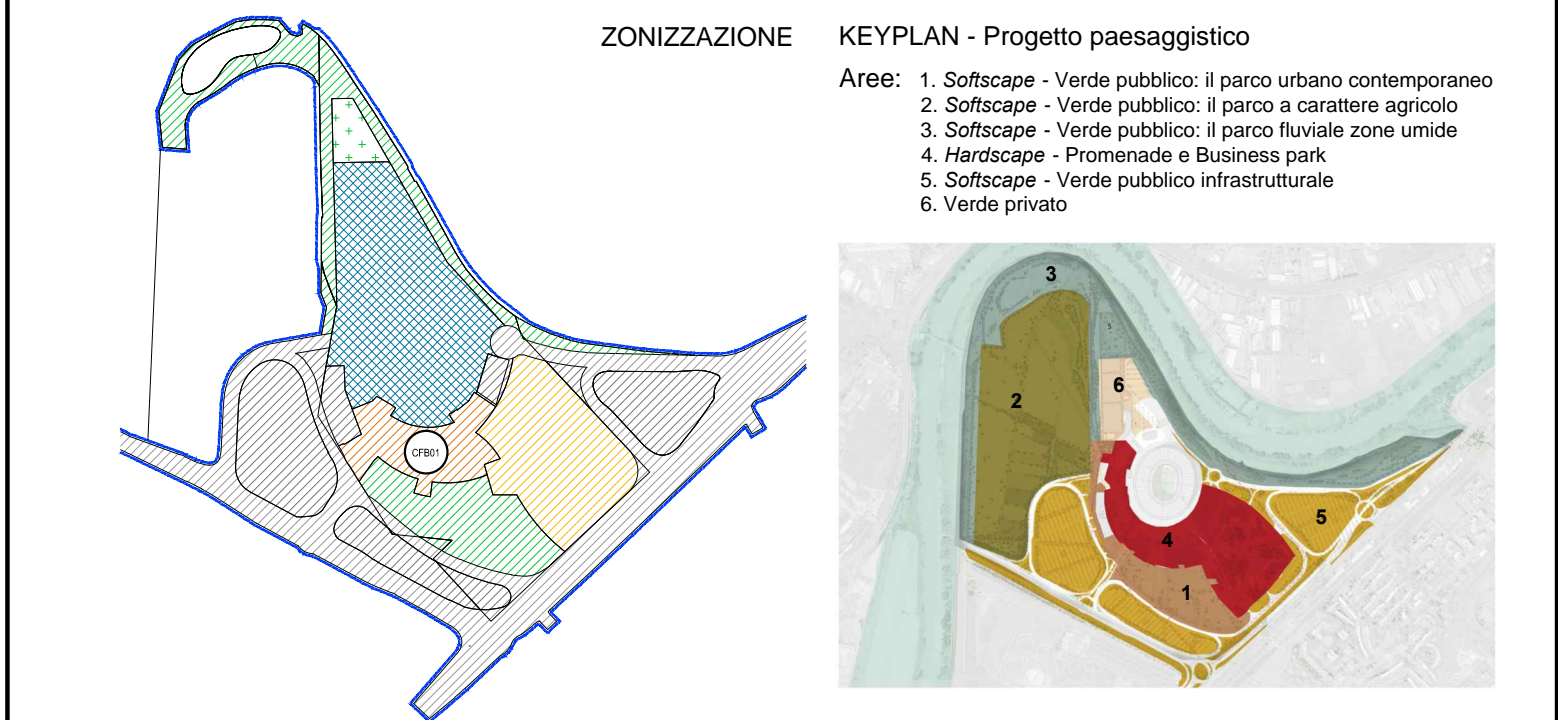 ZONIZZAZIONE
CFB01
KEYPLAN - Progetto paesaggistico
Aree: 1. Softscape - Verde pubblico: il parco urbano contemporaneo
2. Softscape - Verde pubblico: il parco a carattere agricolo
3. Softscape - Verde pubblico: il parco fluviale zone umide
4. Hardscape - Promenade e Business park
5. Softscape - Verde pubblico infrastrutturale
6. Verde privato
3
5
6
2
5
4
1